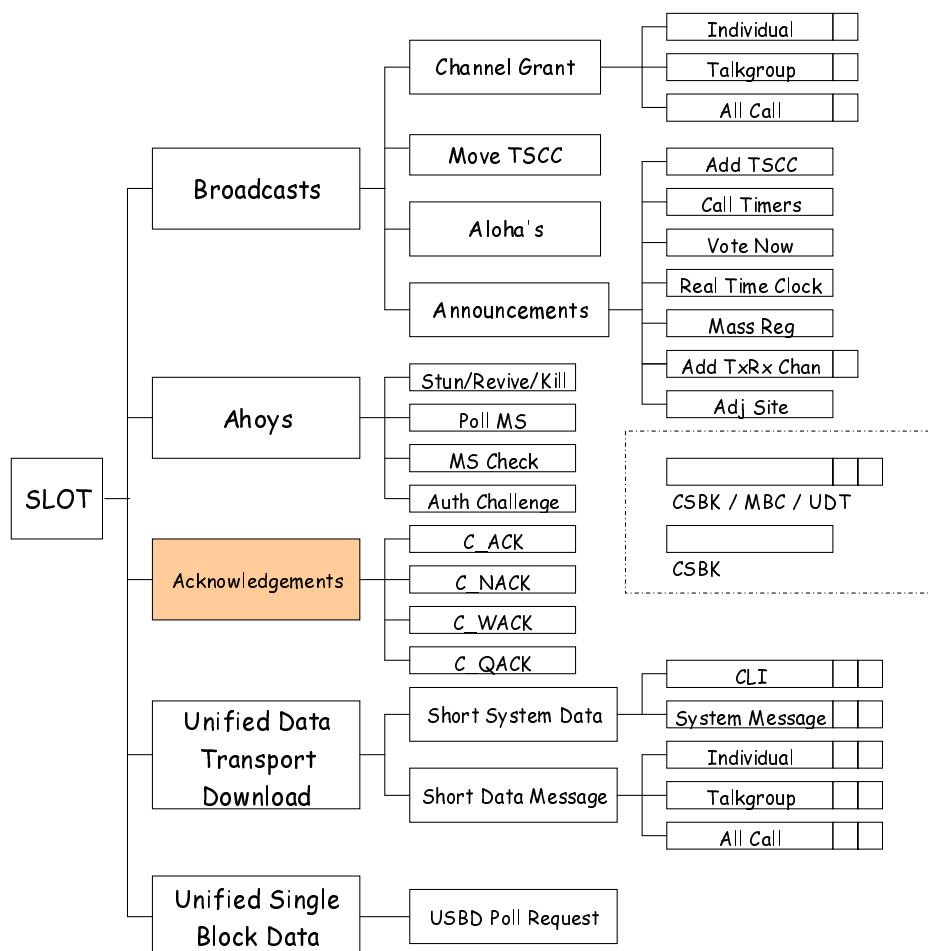 SLOT
Broadcasts
Channel Grant
Individual
Talkgroup
All Call
Move TSCC
Aloha's
Announcements
Add TSCC
Call Timers
Vote Now
Real Time Clock
Mass Reg
Add TxRx Chan
Adj Site
Ahoys
Stun/Revive/Kill
Poll MS
MS Check
Auth Challenge
CSBK / MBC / UDT
CSBK
Acknowledgements
C_ACK
C_NACK
C_WACK
C_QACK
Unified Data
Transport
Download
Short System Data
CLI
System Message
Short Data Message
Individual
Talkgroup
All Call
Unified Single
Block Data
USBD Poll Request